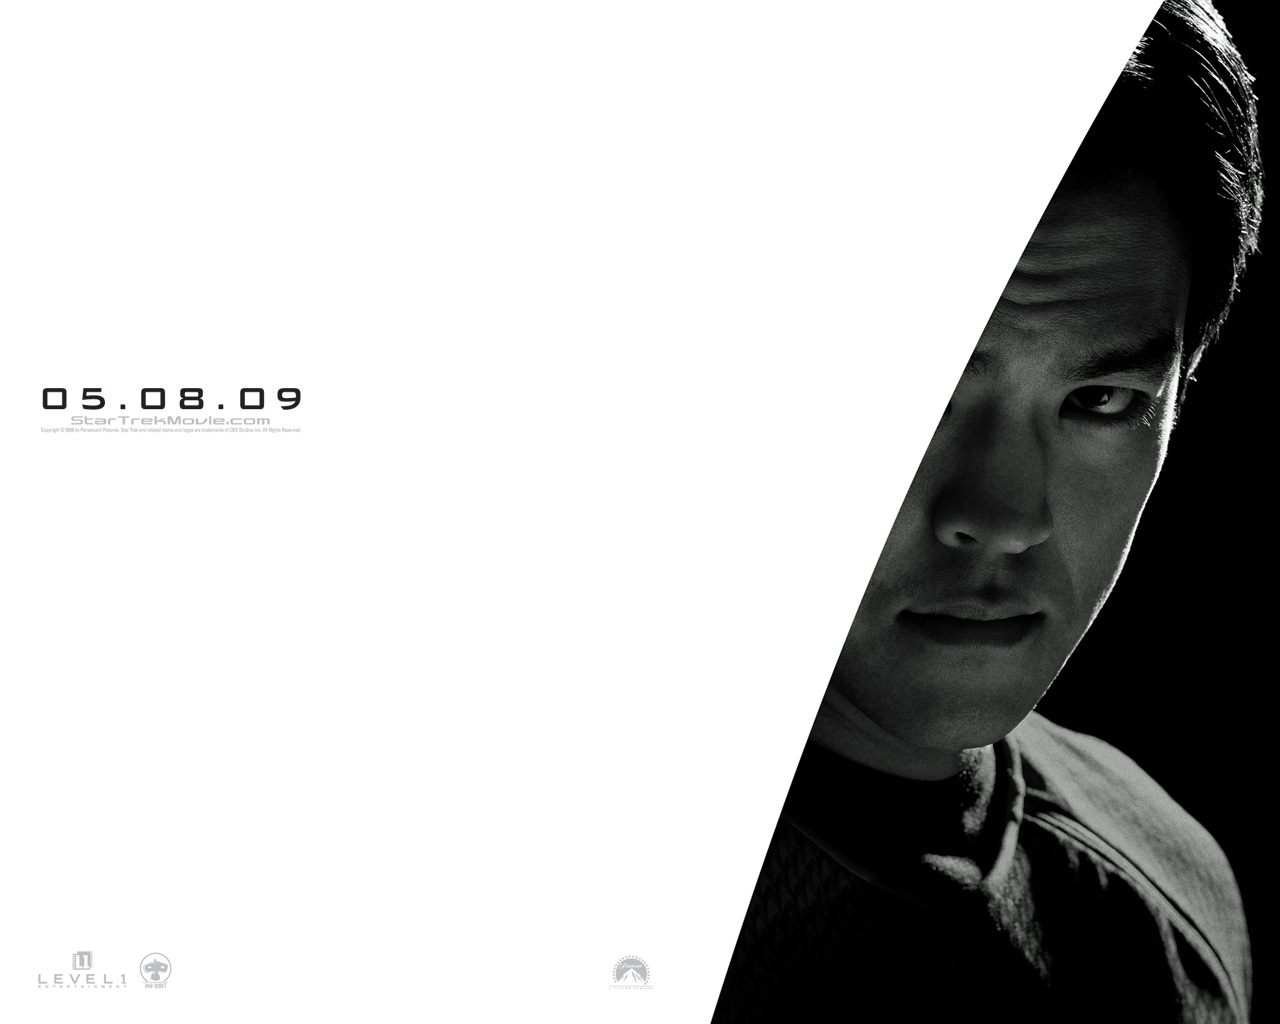 05.08.09
StarTrekMovie.com
Copyright © 2008 by Paramount Pictures. Star Trek and related marks and logos are trademarks of CBS Studios Inc. All Rights Reserved.
LEVEL 1
ENTERTAINMENT
BAD ROBOT
Paramount